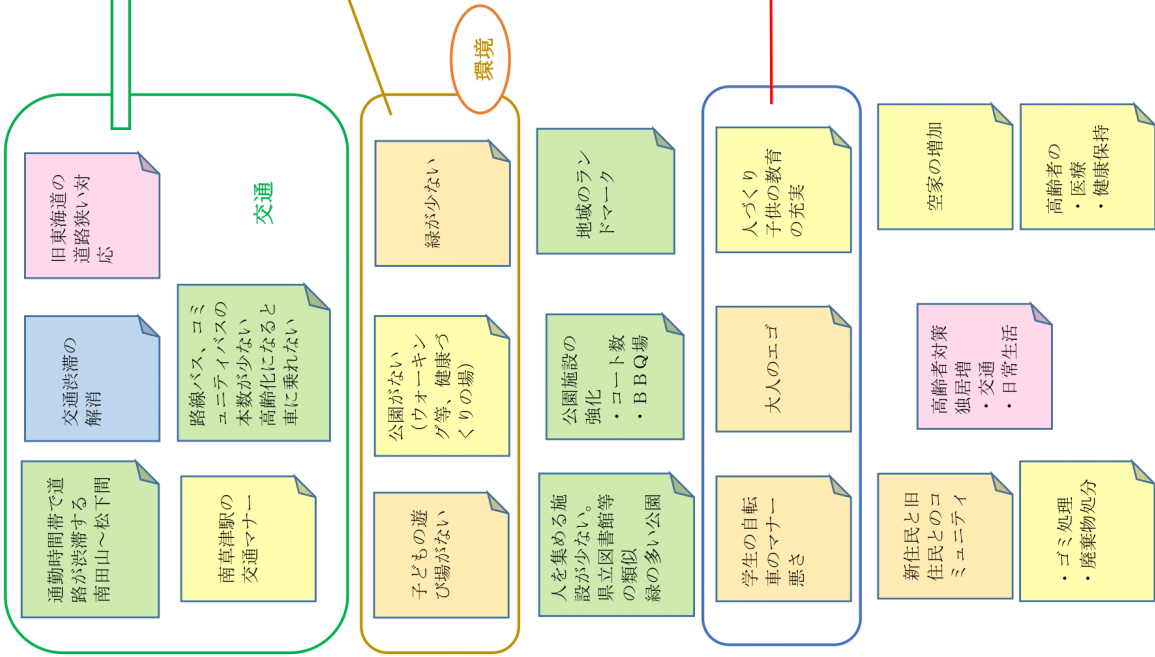 通勤時間帯で道
路が渋滞する
南田山~松下間
交通渋滞の
解消
旧東海道の
道路狭い対
応
南草津駅の
交通マナー
路線バス、コミ
ュニティバスの
本数が少ない
高齢化になると
車に乗れない
交通
子どもの遊
び場がない
公園がない
(ウォーキン
グ等、健康づ
くりの場)
緑が少ない
環境
人を集める施
設が少ない。
県立図書館等
の類似
緑の多い公園
公園施設の
強化
・コート数
・BBQ場
地域のラン
ドマーク
学生の自転
車のマナー
悪さ
大人のエゴ
人づくり
子供の教育
の充実
新住民と旧
住民とのコ
ミュニティ
高齢者対策
独居増
・交通
・日常生活
空家の増加
・ゴミ処理
・廃棄物処分
高齢者の
・医療
・健康保持